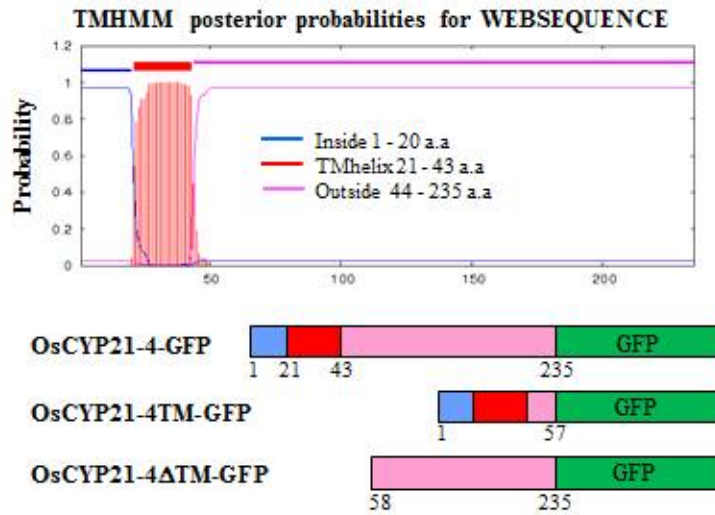 TMHMM posterior probabilities for WEBSEQUENCE
1.2
1
0.8
0.6
0.4
0.2
0
Probability
Inside 1 - 20 a.a
TMhelix 21 - 43 a.a
Outside 44 - 235 a.a
50 100 150 200
OsCYP21-4-GFP GFP
1 21 43 235
OsCYP21-4TM-GFP GFP
1 57
OsCYP21-4ΔTM-GFP GFP
58 235